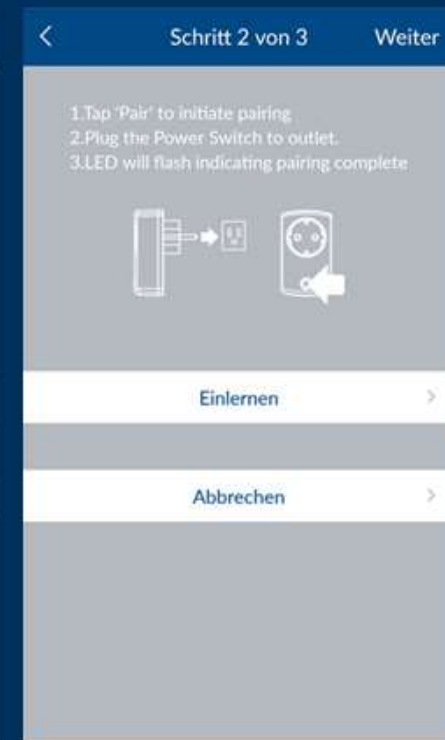 Schritt 2 von 3 Weiter
1.Tap 'Pair' to initiate pairing
2.Plug the Power Switch to outlet.
3.LED will flash indicating pairing complete
Einlernen
Abbrechen